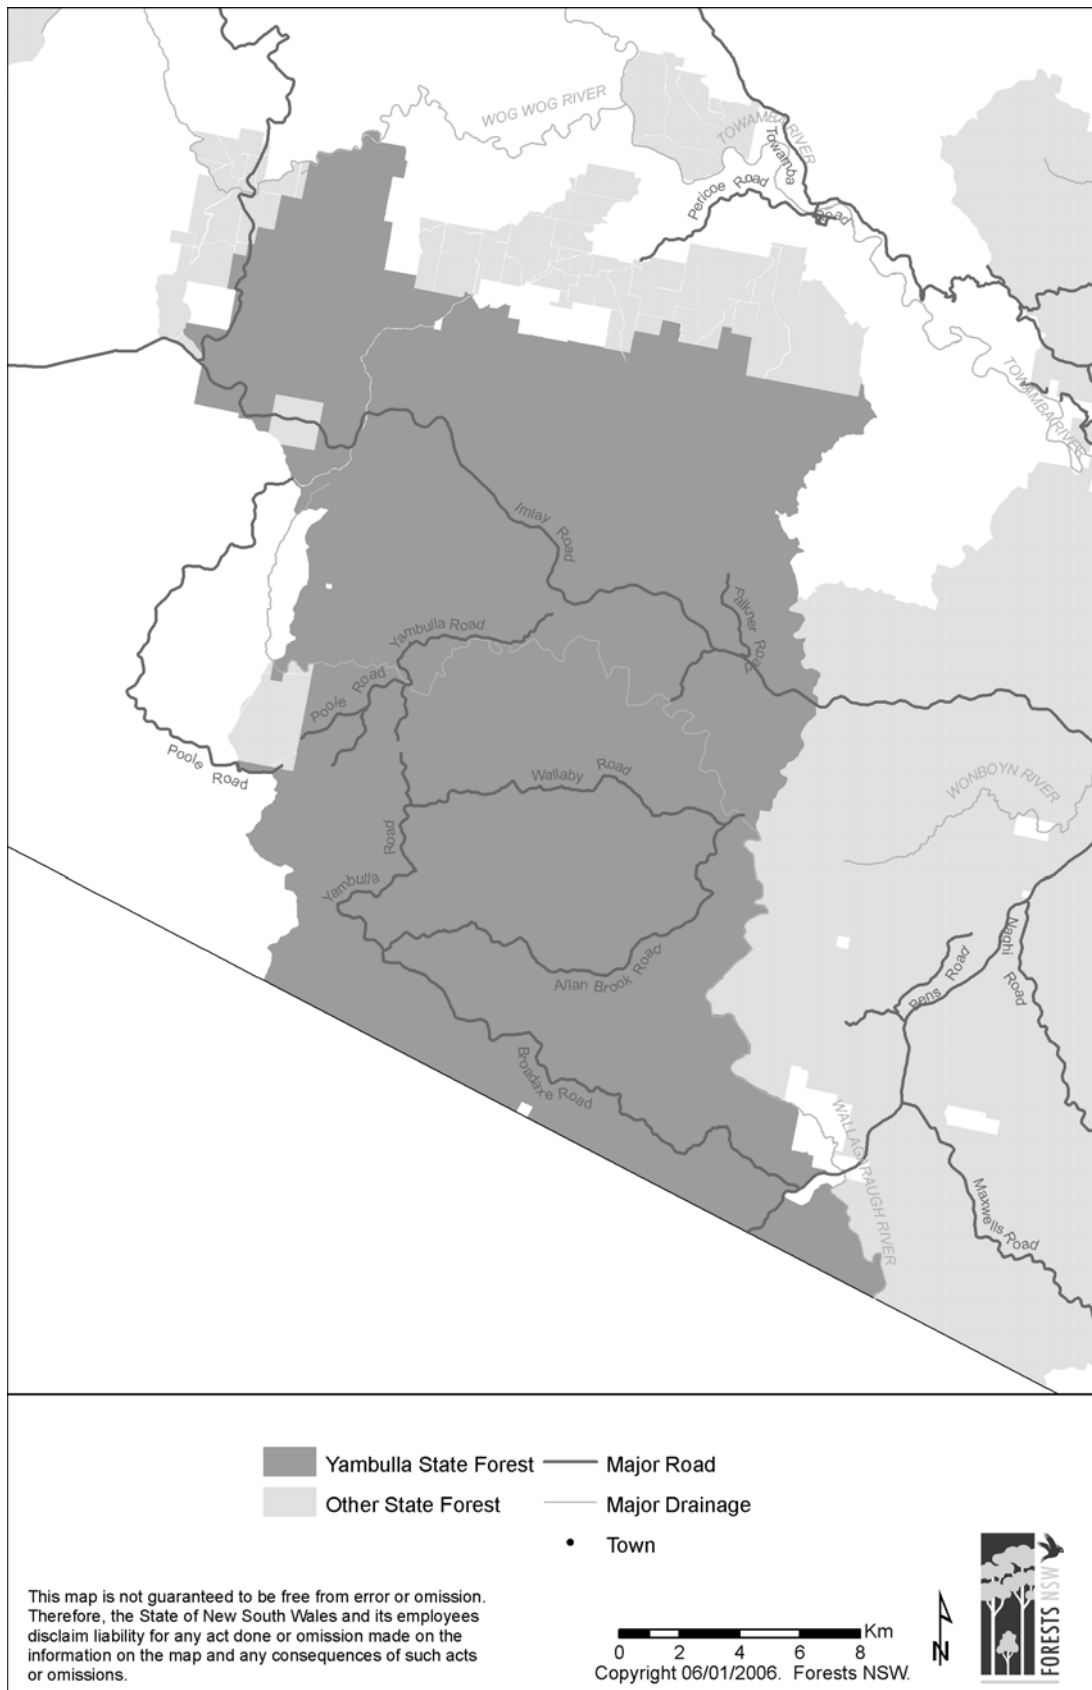 WOG WOG RIVER
TOWAMBA RIVER
Towamba
Road
Pericoe Road
TOWAMBA RIVER
Imlay Road
Falkner Road
Yambulla Road
Poole Road
Poole Road
Wallaby Road
WONBOYN RIVER
Yambulla Road
Naghi Road
Bens Road
Allan Brook Road
Broadaxe Road
WALLAGARAUGH RIVER
Maxwells Road
Yambulla State Forest
Major Road
Other State Forest
Major Drainage
Town
This map is not guaranteed to be free from error or omission.
Therefore, the State of New South Wales and its employees
disclaim liability for any act done or omission made on the
information on the map and any consequences of such acts
or omissions.
0 2 4 6 8 Km
Copyright 06/01/2006. Forests NSW.
N
FORESTS NSW